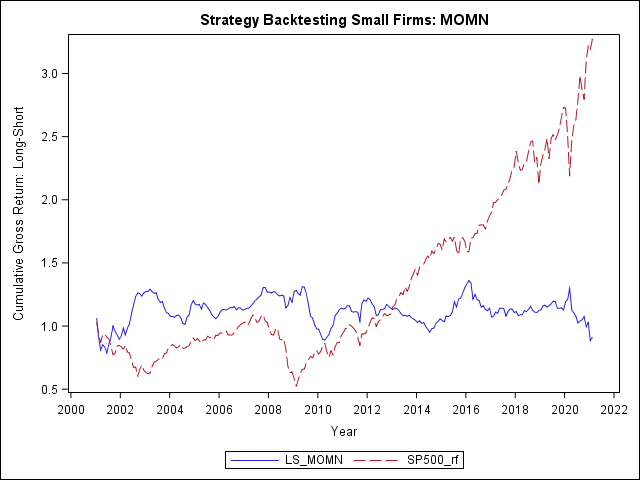 Strategy Backtesting Small Firms: MOMN
Cumulative Gross Return: Long-Short
3.0
2.5
2.0
1.5
1.0
0.5
2000 2002 2004 2006 2008 2010 2012 2014 2016 2018 2020 2022
Year
LS_MOMN SP500_rf